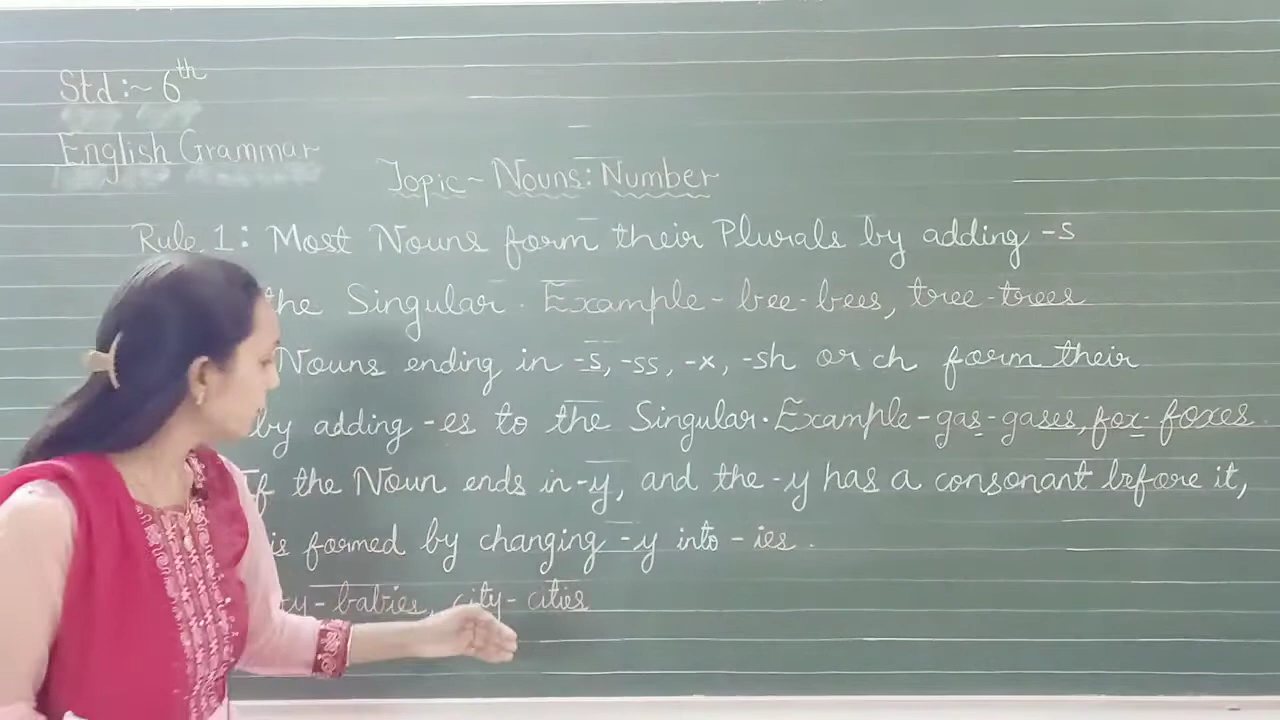 Std :~ 6th
English Grammar
Topic ~ Nouns: Number
Rule 1: Most Nouns form their Plurals by adding -s
the Singular. Example - bee-bees, tree-trees
Nouns ending in -s, -ss, -x, -sh or ch form their
by adding -es to the Singular. Example - gas - gases, fox - foxes.
If the Noun ends in -y, and the -y has a consonant before it,
is formed by changing -y into -ies.
- babies, city - cities